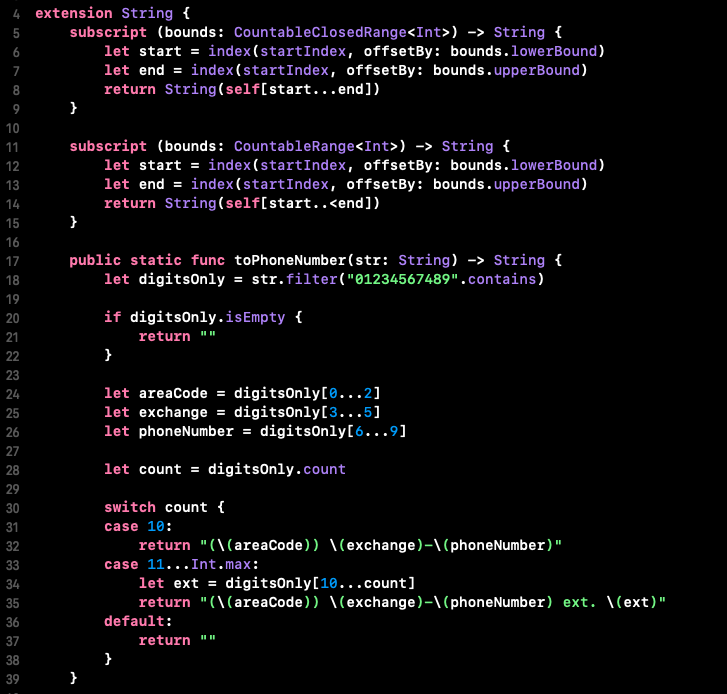 4 extension String {
5     subscript (bounds: CountableClosedRange<Int>) -> String {
6         let start = index(startIndex, offsetBy: bounds.lowerBound)
7         let end = index(startIndex, offsetBy: bounds.upperBound)
8         return String(self[start...end])
9     }
10
11     subscript (bounds: CountableRange<Int>) -> String {
12         let start = index(startIndex, offsetBy: bounds.lowerBound)
13         let end = index(startIndex, offsetBy: bounds.upperBound)
14         return String(self[start..<end])
15     }
16
17     public static func toPhoneNumber(str: String) -> String {
18         let digitsOnly = str.filter("01234567489".contains)
19
20         if digitsOnly.isEmpty {
21             return ""
22         }
23
24         let areaCode = digitsOnly[0...2]
25         let exchange = digitsOnly[3...5]
26         let phoneNumber = digitsOnly[6...9]
27
28         let count = digitsOnly.count
29
30         switch count {
31         case 10:
32             return "(\(areaCode)) \(exchange)-\(phoneNumber)"
33         case 11...Int.max:
34             let ext = digitsOnly[10...count]
35             return "(\(areaCode)) \(exchange)-\(phoneNumber) ext. \(ext)"
36         default:
37             return ""
38         }
39     }